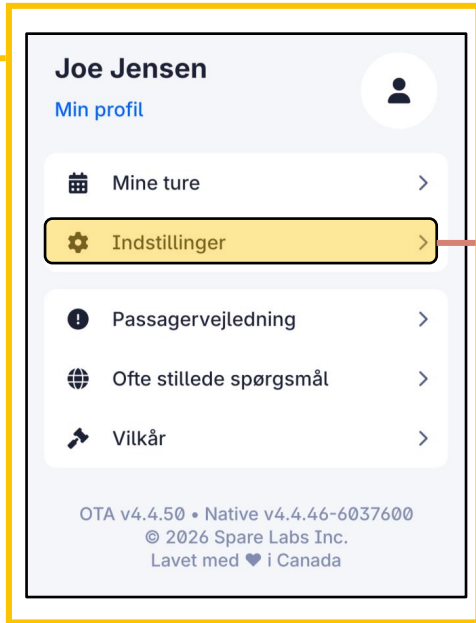 Joe Jensen
Min profil
Mine ture
Indstillinger
Passagervejledning
Ofte stillede spørgsmål
Vilkår
OTA v4.4.50 • Native v4.4.46-6037600
© 2026 Spare Labs Inc.
Lavet med ♥ i Canada